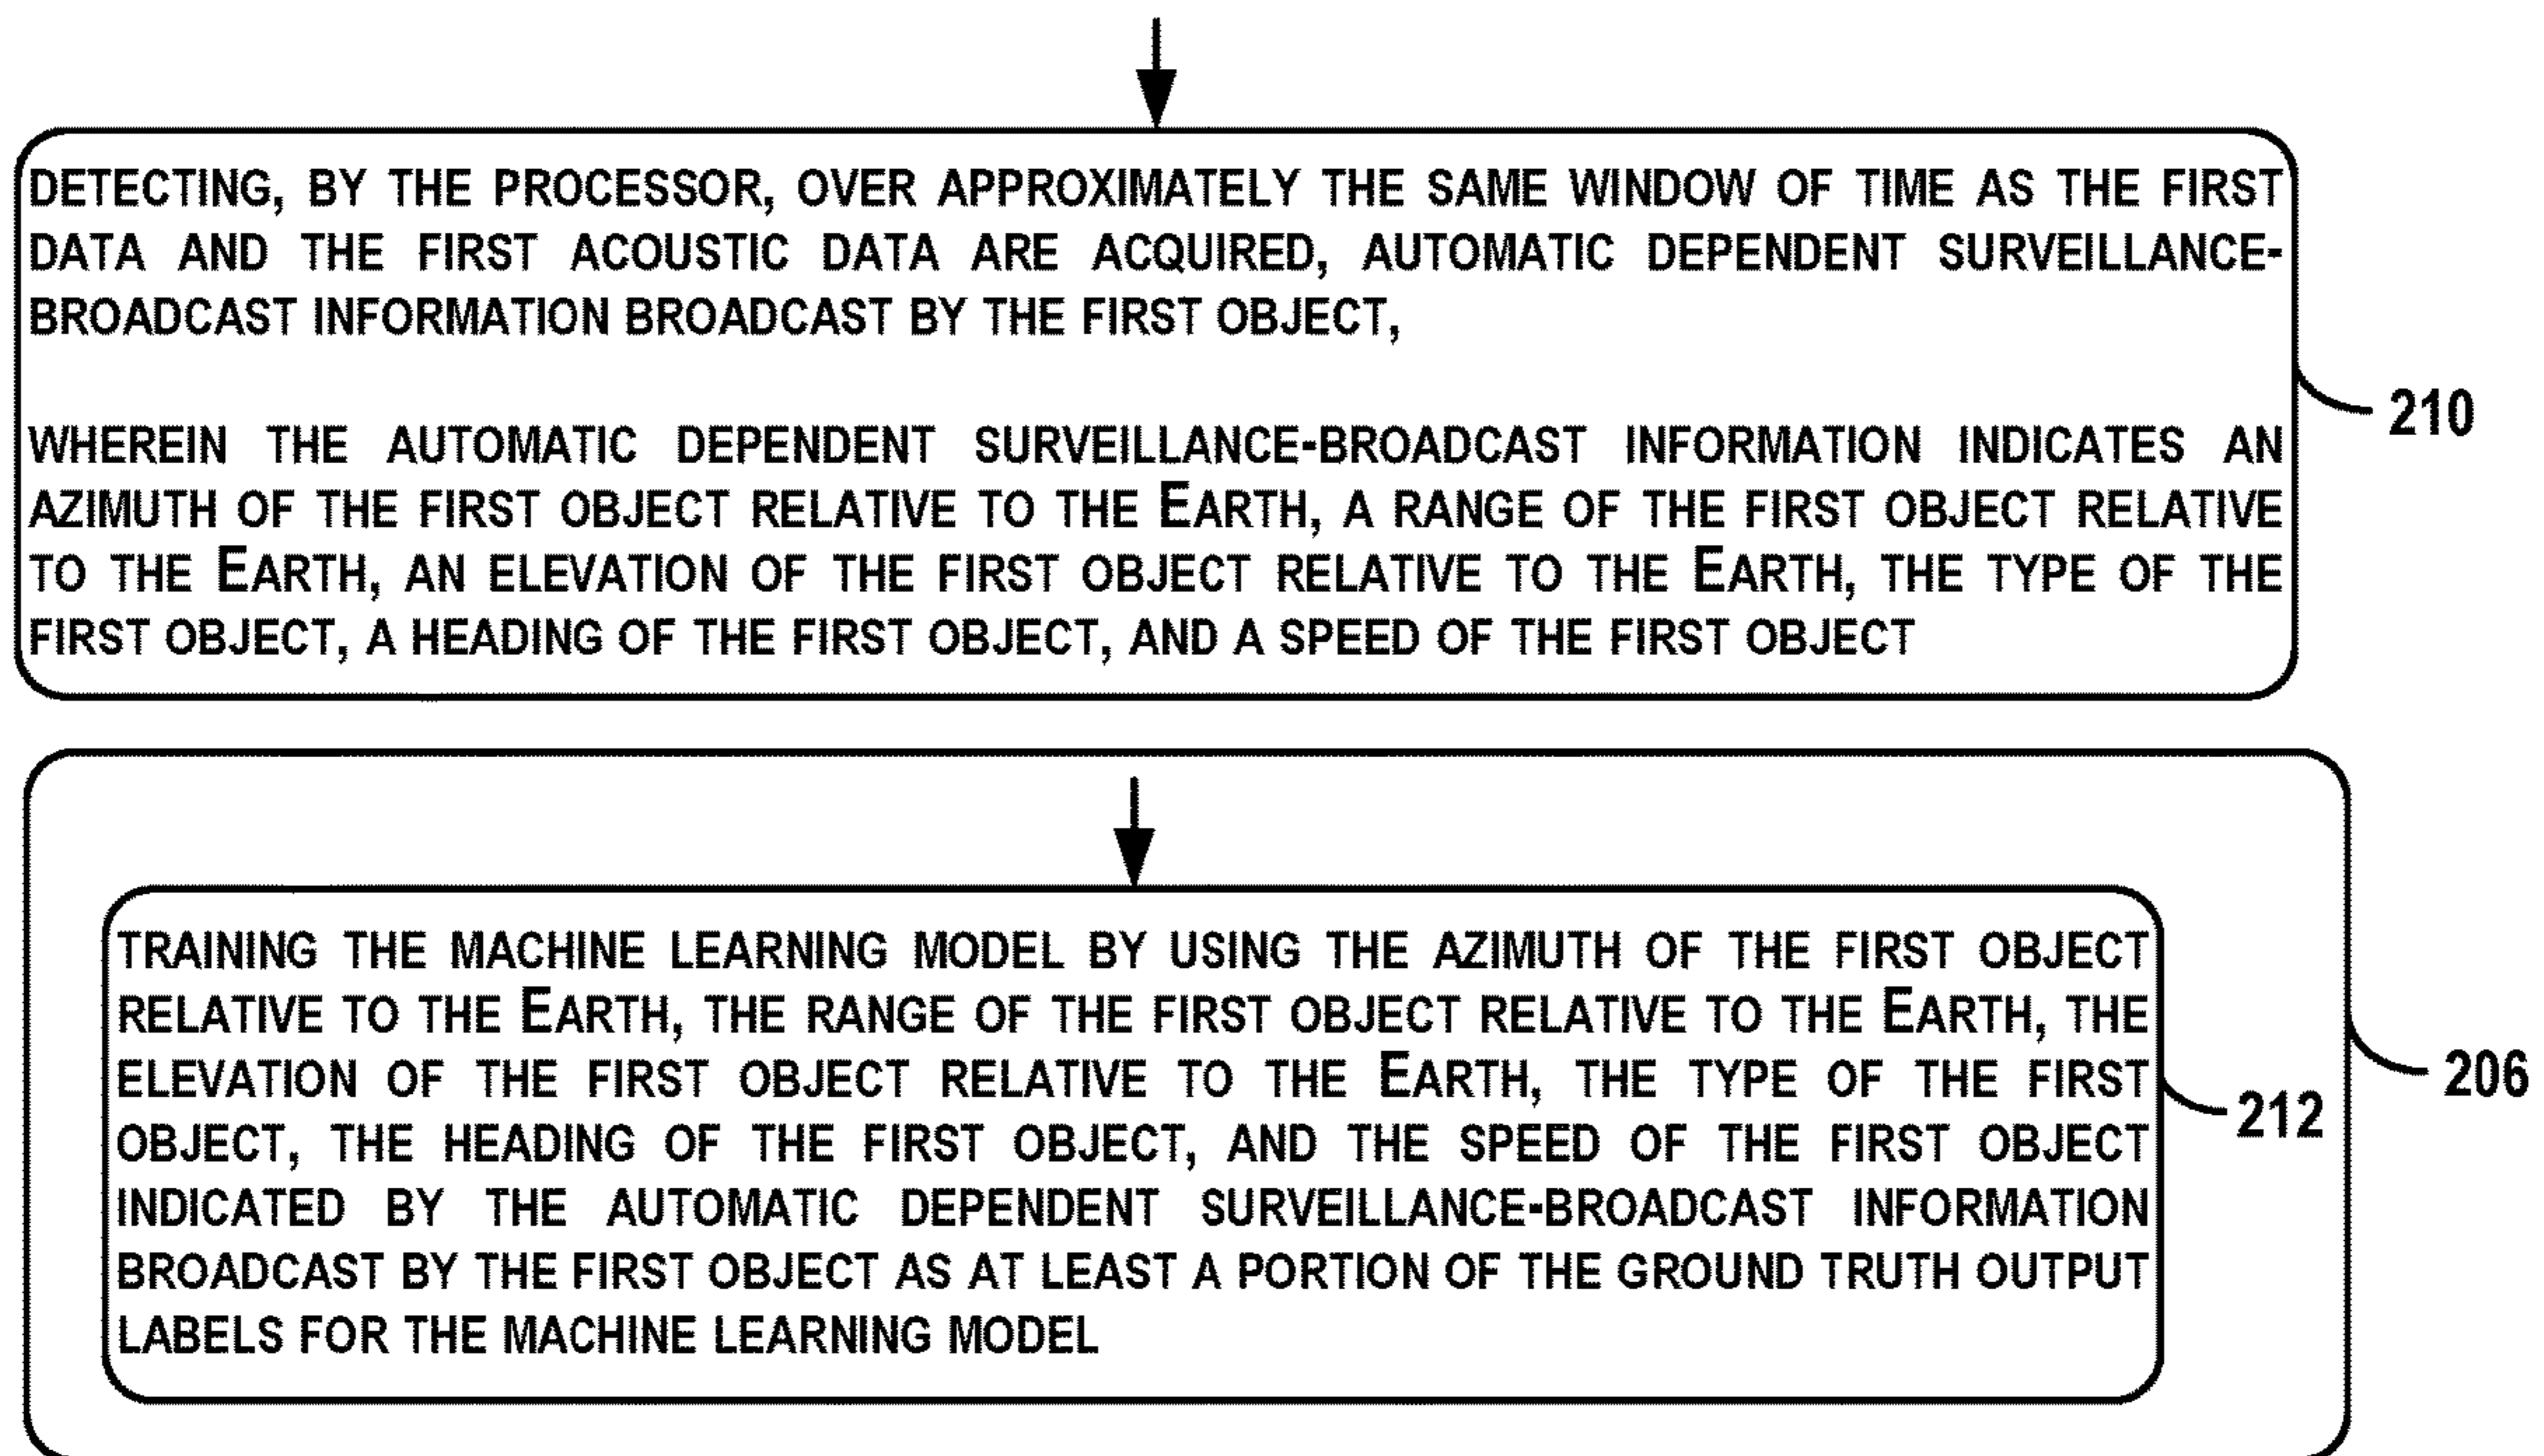 DETECTING, BY THE PROCESSOR, OVER APPROXIMATELY THE SAME WINDOW OF TIME AS THE FIRST
DATA AND THE FIRST ACOUSTIC DATA ARE ACQUIRED, AUTOMATIC DEPENDENT SURVEILLANCE-
BROADCAST INFORMATION BROADCAST BY THE FIRST OBJECT,
WHEREIN THE AUTOMATIC DEPENDENT SURVEILLANCE-BROADCAST INFORMATION INDICATES AN
AZIMUTH OF THE FIRST OBJECT RELATIVE TO THE EARTH, A RANGE OF THE FIRST OBJECT RELATIVE
TO THE EARTH, AN ELEVATION OF THE FIRST OBJECT RELATIVE TO THE EARTH, THE TYPE OF THE
FIRST OBJECT, A HEADING OF THE FIRST OBJECT, AND A SPEED OF THE FIRST OBJECT
210
TRAINING THE MACHINE LEARNING MODEL BY USING THE AZIMUTH OF THE FIRST OBJECT
RELATIVE TO THE EARTH, THE RANGE OF THE FIRST OBJECT RELATIVE TO THE EARTH, THE
ELEVATION OF THE FIRST OBJECT RELATIVE TO THE EARTH, THE TYPE OF THE FIRST
OBJECT, THE HEADING OF THE FIRST OBJECT, AND THE SPEED OF THE FIRST OBJECT
INDICATED BY THE AUTOMATIC DEPENDENT SURVEILLANCE-BROADCAST INFORMATION
BROADCAST BY THE FIRST OBJECT AS AT LEAST A PORTION OF THE GROUND TRUTH OUTPUT
LABELS FOR THE MACHINE LEARNING MODEL
212
206